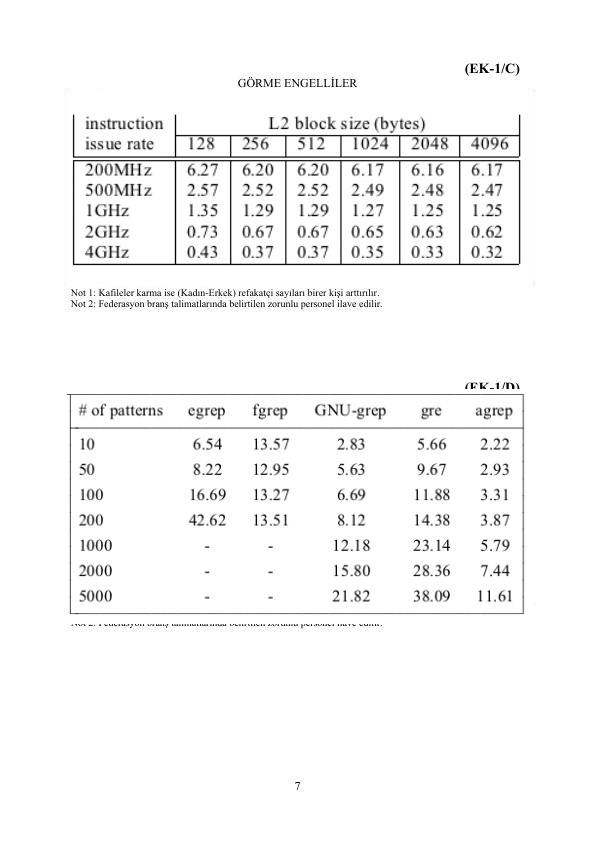 (EK-1/C)
GÖRME ENGELLİLER
instruction L2 block size (bytes)
issue rate 128 256 512 1024 2048 4096
200MHz 6.27 6.20 6.20 6.17 6.16 6.17
500MHz 2.57 2.52 2.52 2.49 2.48 2.47
1GHz 1.35 1.29 1.29 1.27 1.25 1.25
2GHz 0.73 0.67 0.67 0.65 0.63 0.62
4GHz 0.43 0.37 0.37 0.35 0.33 0.32
Not 1: Kafileler karma ise (Kadın-Erkek) refakatçi sayıları birer kişi arttırılır.
Not 2: Federasyon branş talimatlarında belirtilen zorunlu personel ilave edilir.
(EK-1/D)
# of patterns egrep fgrep GNU-grep gre agrep
10 6.54 13.57 2.83 5.66 2.22
50 8.22 12.95 5.63 9.67 2.93
100 16.69 13.27 6.69 11.88 3.31
200 42.62 13.51 8.12 14.38 3.87
1000 - - 12.18 23.14 5.79
2000 - - 15.80 28.36 7.44
5000 - - 21.82 38.09 11.61
Not 2: Federasyon branş talimatlarında belirtilen zorunlu personel ilave edilir.
7